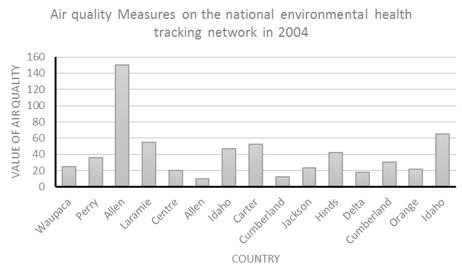 Air quality Measures on the national environmental health
tracking network in 2004
VALUE OF AIR QUALITY
160
140
120
100
80
60
40
20
0
Waupaca
Perry
Allen
Laramie
Centre
Allen
Idaho
Carter
Cumberland
Jackson
Hinds
Delta
Cumberland
Orange
Idaho
COUNTRY